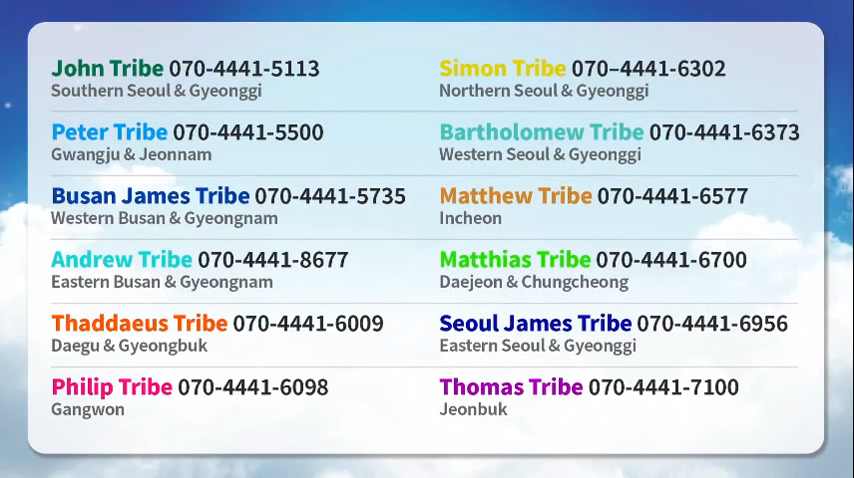 John Tribe 070-4441-5113
Southern Seoul & Gyeonggi
Peter Tribe 070-4441-5500
Gwangju & Jeonnam
Busan James Tribe 070-4441-5735
Western Busan & Gyeongnam
Andrew Tribe 070-4441-8677
Eastern Busan & Gyeongnam
Thaddaeus Tribe 070-4441-6009
Daegu & Gyeongbuk
Philip Tribe 070-4441-6098
Gangwon
Simon Tribe 070–4441-6302
Northern Seoul & Gyeonggi
Bartholomew Tribe 070-4441-6373
Western Seoul & Gyeonggi
Matthew Tribe 070-4441-6577
Incheon
Matthias Tribe 070-4441-6700
Daejeon & Chungcheong
Seoul James Tribe 070-4441-6956
Eastern Seoul & Gyeonggi
Thomas Tribe 070-4441-7100
Jeonbuk